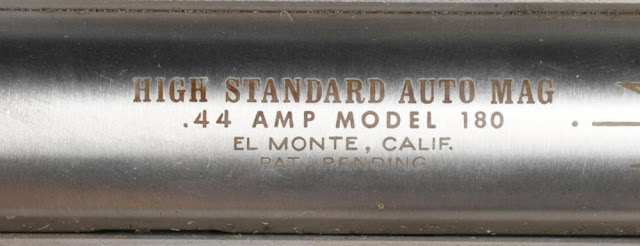 HIGH STANDARD AUTO MAG
.44 AMP MODEL 180
EL MONTE, CALIF.
PAT. PENDING